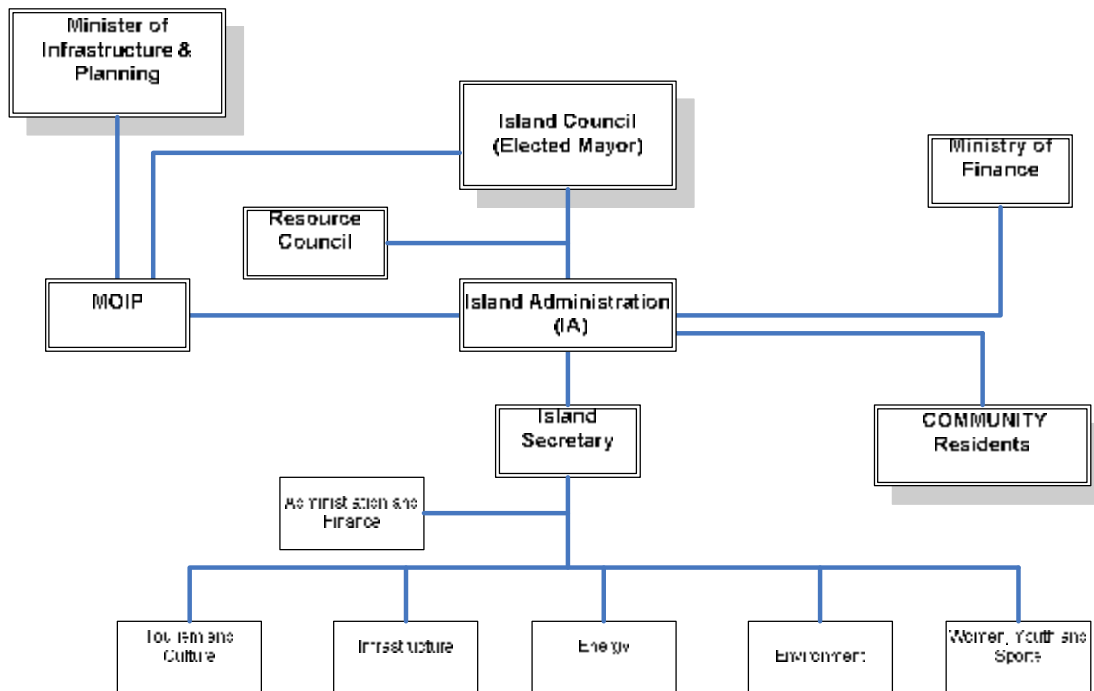 Minister of
Infrastructure &
Planning
Island Council
(Elected Mayor)
Ministry of
Finance
Resource
Council
MOIP
Island Administration
(IA)
Island
Secretary
COMMUNITY
Residents
Administration and
Finance
Tourism and
Culture
Infrastructure
Energy
Environment
Women, Youth and
Sports